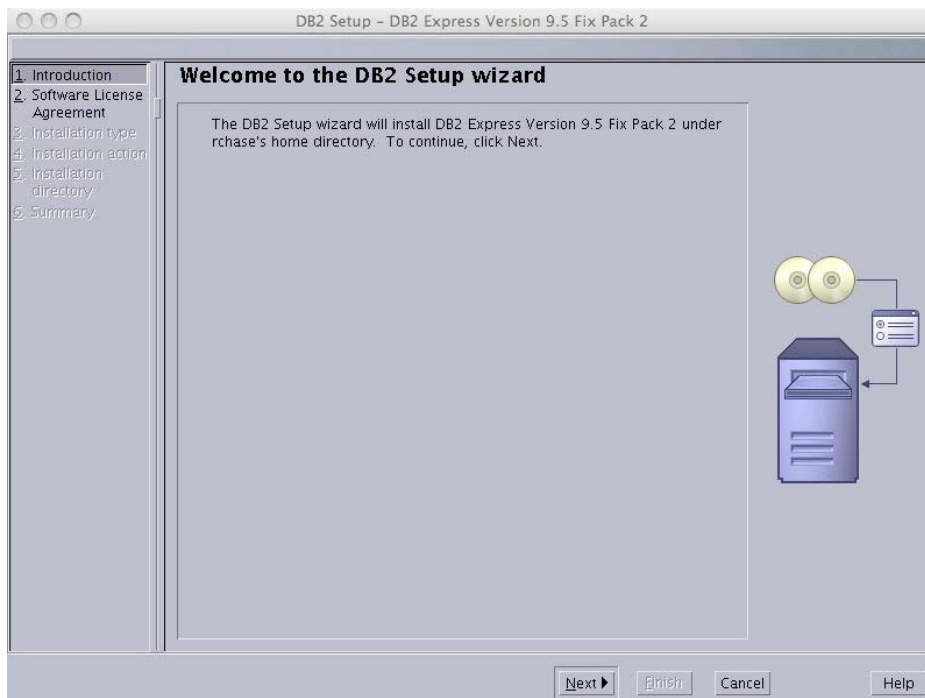 DB2 Setup - DB2 Express Version 9.5 Fix Pack 2
1. Introduction
2. Software License
Agreement
3. Installation type
4. Installation action
5. Installation
directory
6. Summary
Welcome to the DB2 Setup wizard
The DB2 Setup wizard will install DB2 Express Version 9.5 Fix Pack 2 under
rchase's home directory. To continue, click Next.
Next
Finish
Cancel
Help